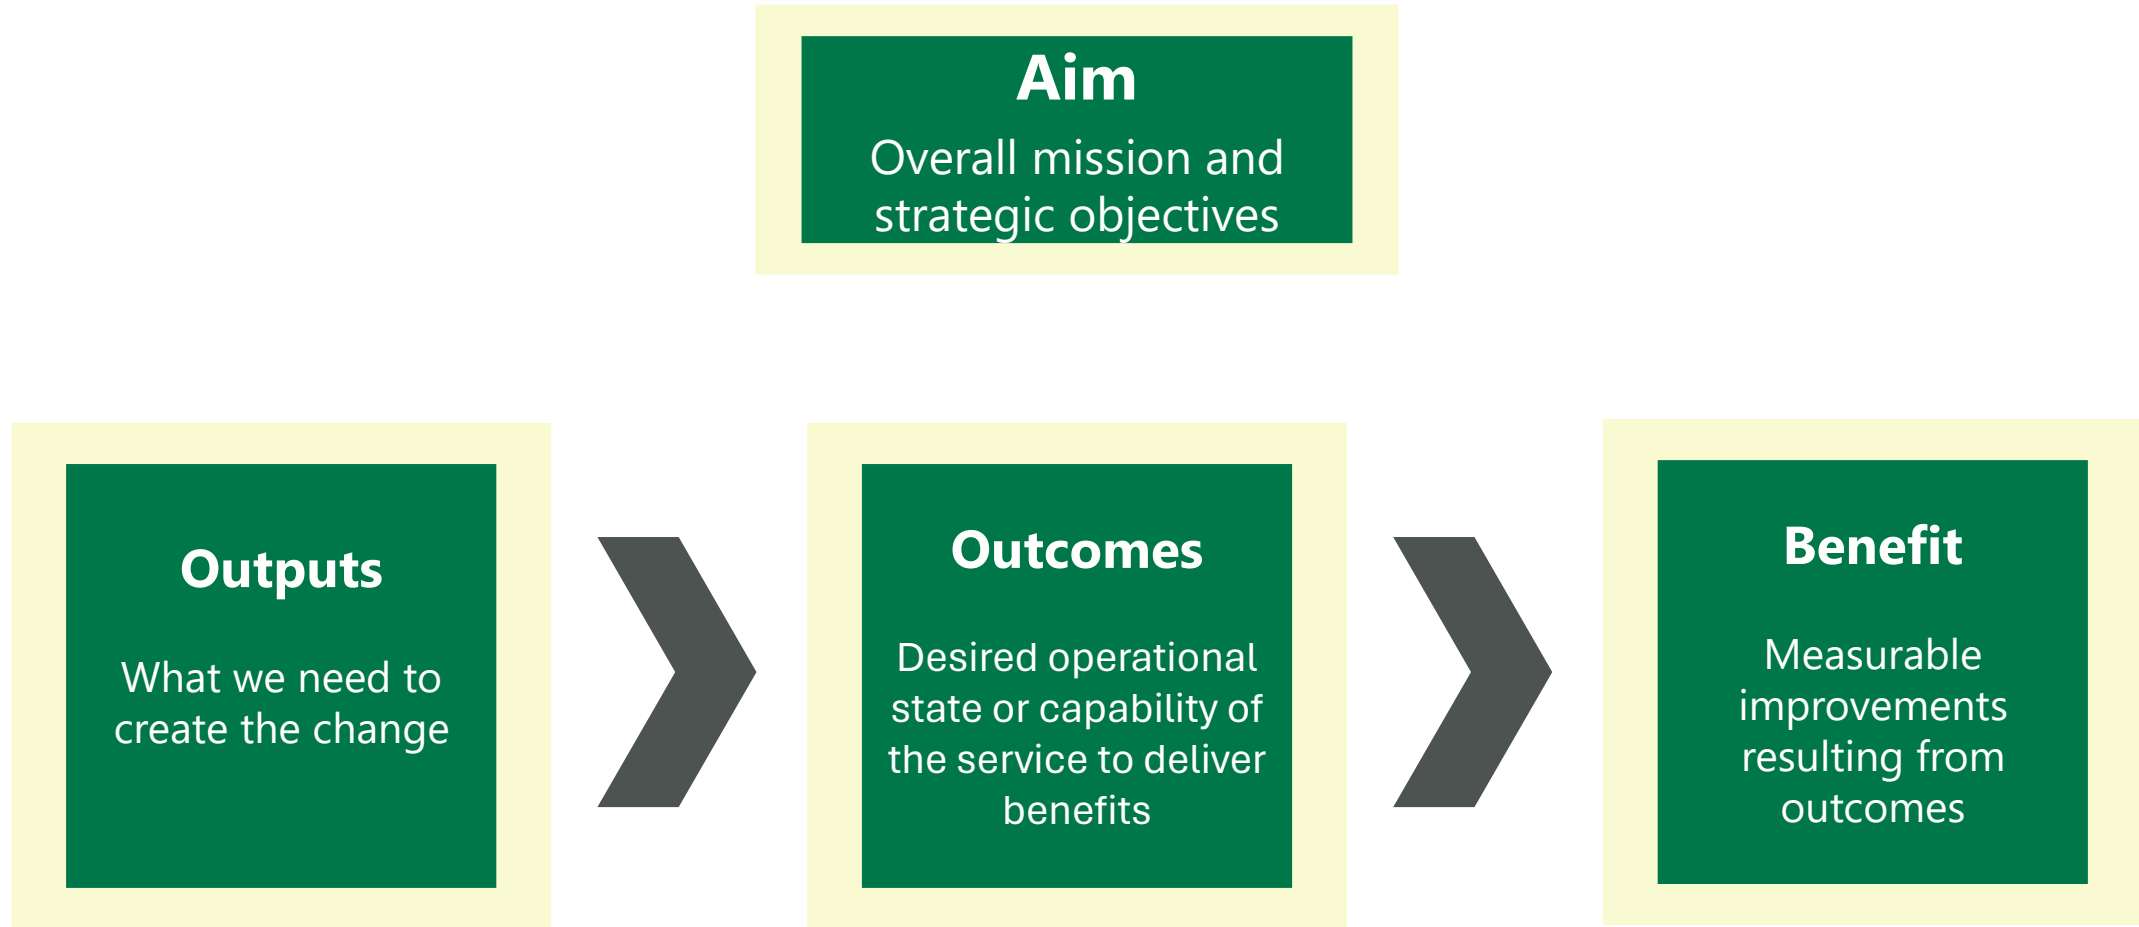 Aim
Overall mission and
strategic objectives
Outputs
What we need to
create the change
Outcomes
Desired operational
state or capability of
the service to deliver
benefits
Benefit
Measurable
improvements
resulting from
outcomes